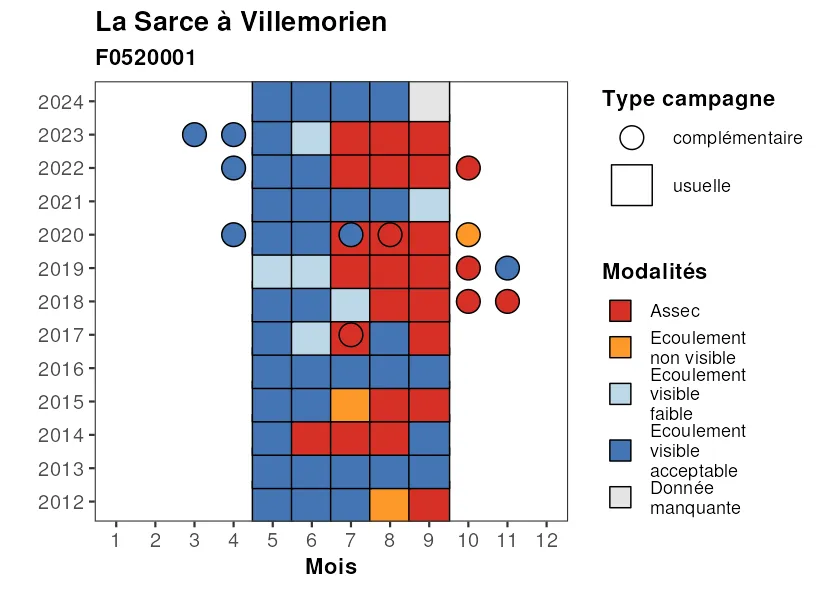 La Sarce à Villemorien
F0520001
2024
2023
2022
2021
2020
2019
2018
2017
2016
2015
2014
2013
2012
1 2 3 4 5 6 7 8 9 10 11 12
Mois
Type campagne
complémentaire
usuelle
Modalités
Assec
Ecoulement
non visible
Ecoulement
visible
faible
Ecoulement
visible
acceptable
Donnée
manquante